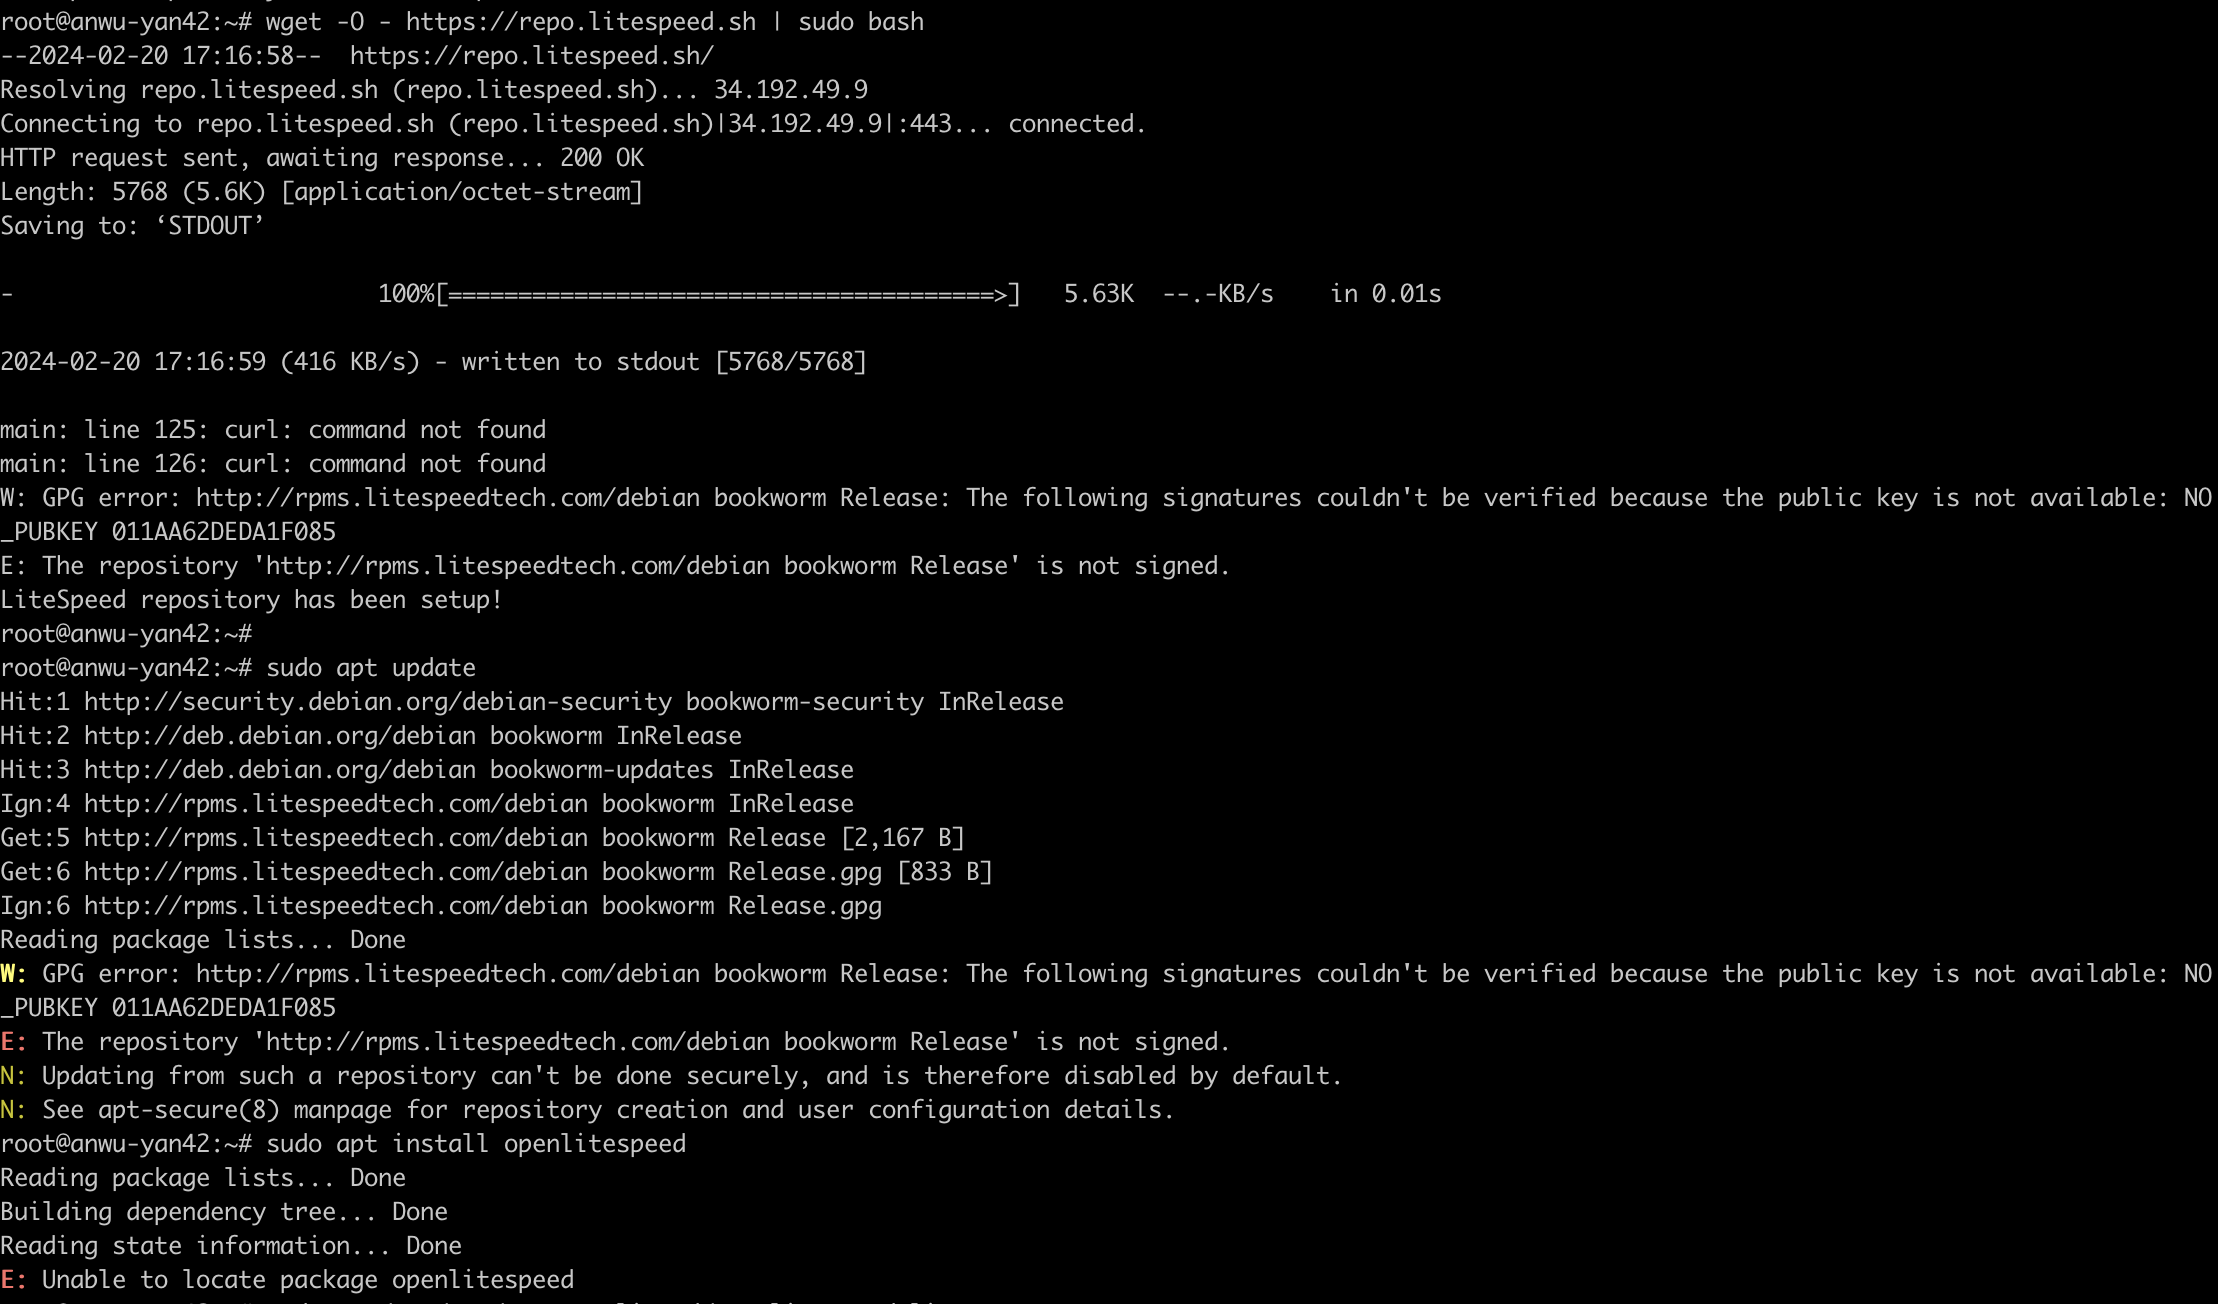 root@anwu-yan42:~# wget -O - https://repo.litespeed.sh | sudo bash
--2024-02-20 17:16:58--  https://repo.litespeed.sh/
Resolving repo.litespeed.sh (repo.litespeed.sh)... 34.192.49.9
Connecting to repo.litespeed.sh (repo.litespeed.sh)|34.192.49.9|:443... connected.
HTTP request sent, awaiting response... 200 OK
Length: 5768 (5.6K) [application/octet-stream]
Saving to: ‘STDOUT’
-                          100%[=======================================>]   5.63K  --.-KB/s    in 0.01s
2024-02-20 17:16:59 (416 KB/s) - written to stdout [5768/5768]
main: line 125: curl: command not found
main: line 126: curl: command not found
W: GPG error: http://rpms.litespeedtech.com/debian bookworm Release: The following signatures couldn't be verified because the public key is not available: NO
_PUBKEY 011AA62DEDA1F085
E: The repository 'http://rpms.litespeedtech.com/debian bookworm Release' is not signed.
LiteSpeed repository has been setup!
root@anwu-yan42:~#
root@anwu-yan42:~# sudo apt update
Hit:1 http://security.debian.org/debian-security bookworm-security InRelease
Hit:2 http://deb.debian.org/debian bookworm InRelease
Hit:3 http://deb.debian.org/debian bookworm-updates InRelease
Ign:4 http://rpms.litespeedtech.com/debian bookworm InRelease
Get:5 http://rpms.litespeedtech.com/debian bookworm Release [2,167 B]
Get:6 http://rpms.litespeedtech.com/debian bookworm Release.gpg [833 B]
Ign:6 http://rpms.litespeedtech.com/debian bookworm Release.gpg
Reading package lists... Done
W: GPG error: http://rpms.litespeedtech.com/debian bookworm Release: The following signatures couldn't be verified because the public key is not available: NO
_PUBKEY 011AA62DEDA1F085
E: The repository 'http://rpms.litespeedtech.com/debian bookworm Release' is not signed.
N: Updating from such a repository can't be done securely, and is therefore disabled by default.
N: See apt-secure(8) manpage for repository creation and user configuration details.
root@anwu-yan42:~# sudo apt install openlitespeed
Reading package lists... Done
Building dependency tree... Done
Reading state information... Done
E: Unable to locate package openlitespeed